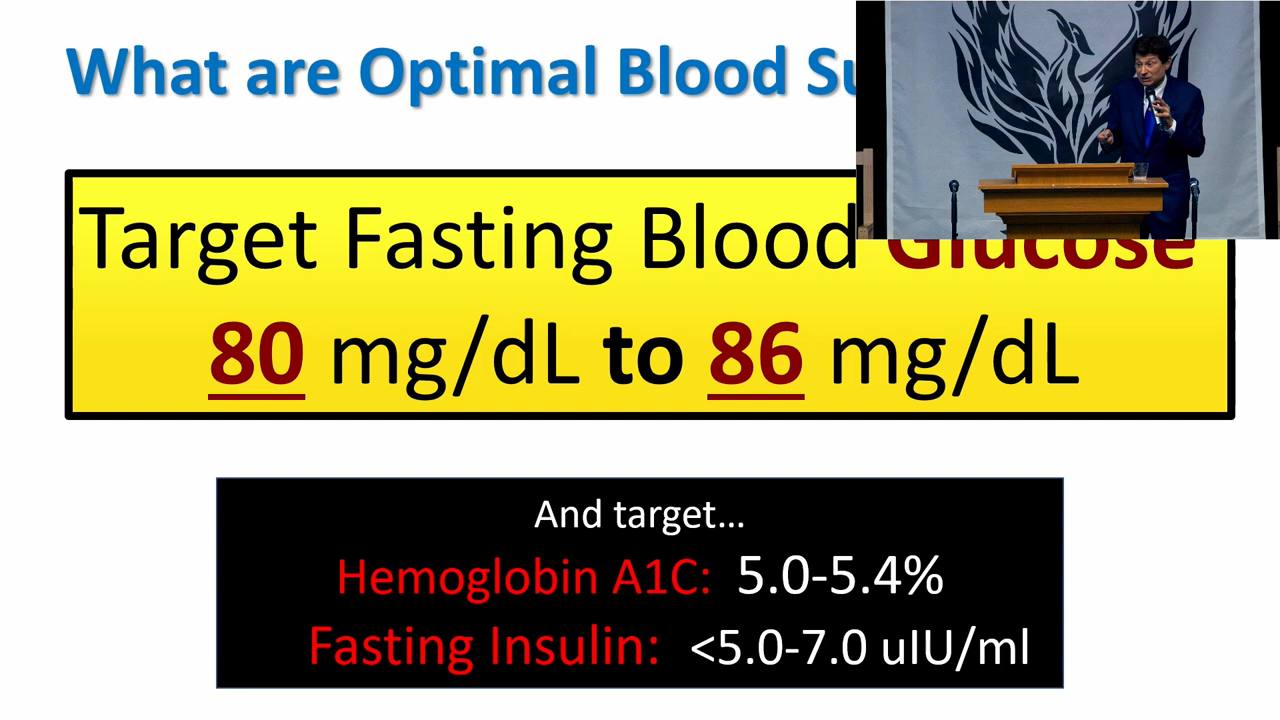 What are Optimal Blood
Target Fasting Blood Glucose
80 mg/dL to 86 mg/dL
And target...
Hemoglobin A1C: 5.0-5.4%
Fasting Insulin: <5.0-7.0 uIU/ml